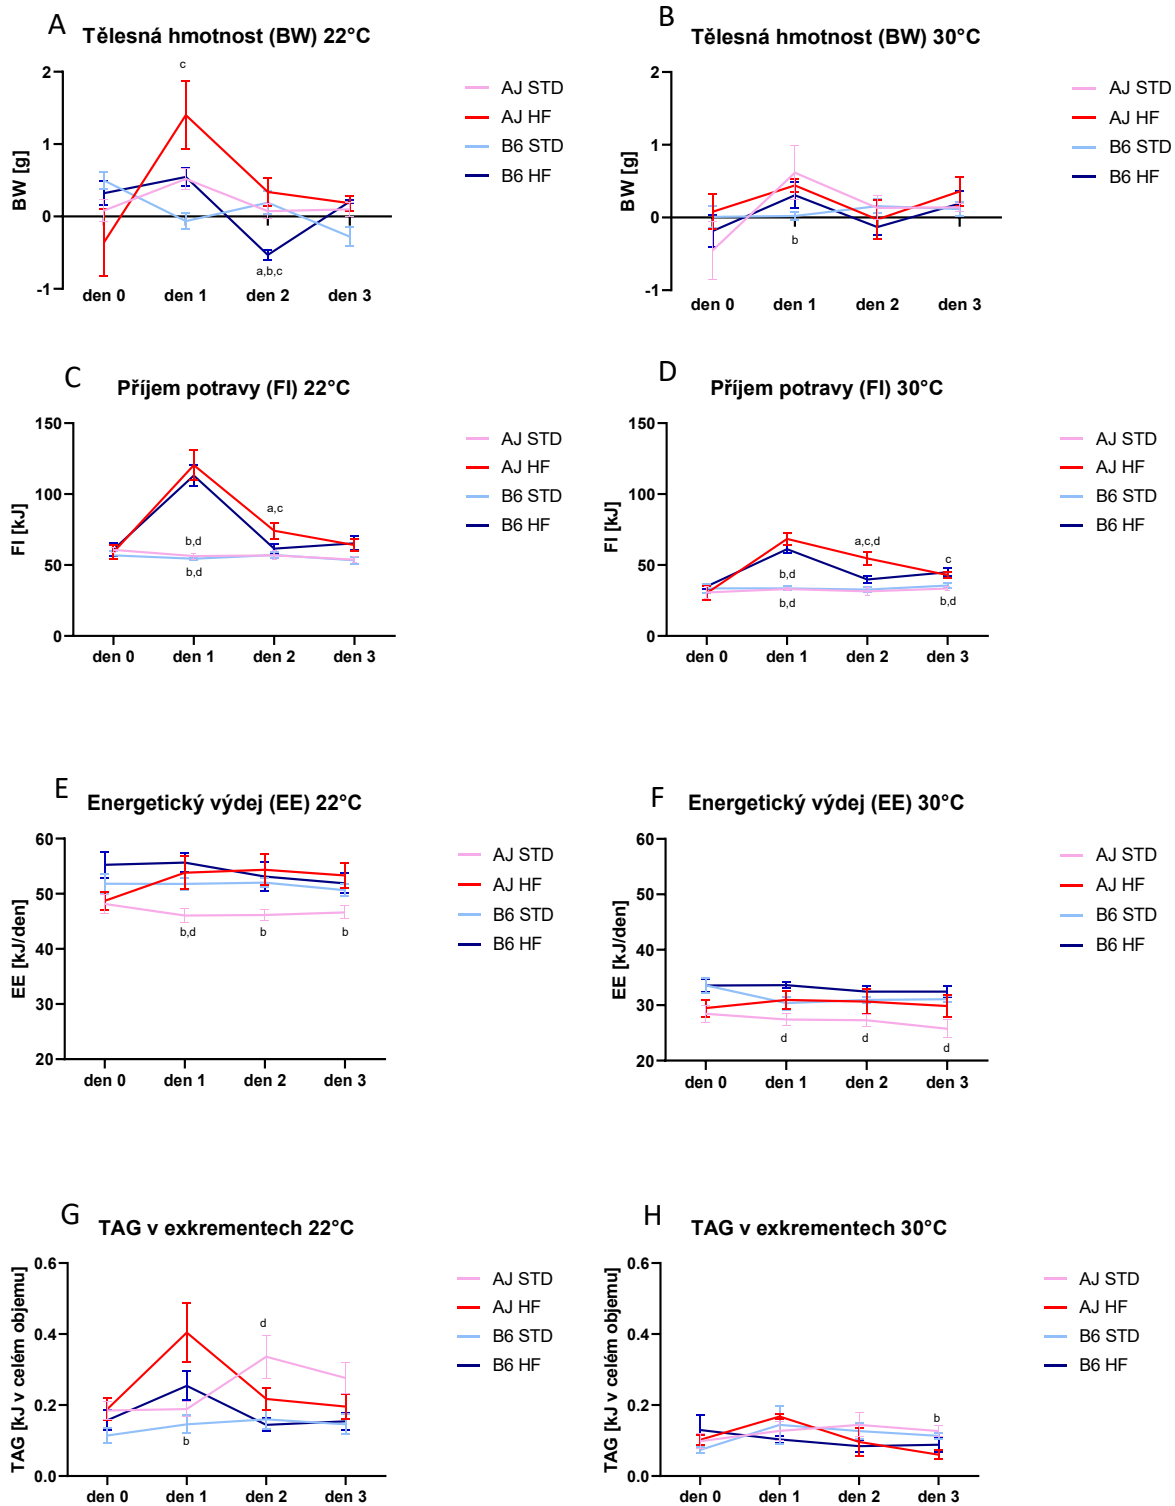 A
Tělesná hmotnost (BW) 22°C
BW [g]
2
1
0
-1
c
a,b,c
den 0 den 1 den 2 den 3
AJ STD
AJ HF
B6 STD
B6 HF
B
Tělesná hmotnost (BW) 30°C
BW [g]
2
1
0
-1
b
den 0 den 1 den 2 den 3
AJ STD
AJ HF
B6 STD
B6 HF
C
Příjem potravy (FI) 22°C
FI [kJ]
150
100
50
0
a,c
b,d
b,d
den 0 den 1 den 2 den 3
AJ STD
AJ HF
B6 STD
B6 HF
D
Příjem potravy (FI) 30°C
FI [kJ]
150
100
50
0
a,c,d
c
b,d
b,d
b,d
den 0 den 1 den 2 den 3
AJ STD
AJ HF
B6 STD
B6 HF
E
Energetický výdej (EE) 22°C
EE [kJ/den]
60
50
40
30
20
b,d
b
b
den 0 den 1 den 2 den 3
AJ STD
AJ HF
B6 STD
B6 HF
F
Energetický výdej (EE) 30°C
EE [kJ/den]
60
50
40
30
20
d
d
d
den 0 den 1 den 2 den 3
AJ STD
AJ HF
B6 STD
B6 HF
G
TAG v exkrementech 22°C
TAG [kJ v celém objemu]
0.6
0.4
0.2
0.0
d
b
den 0 den 1 den 2 den 3
AJ STD
AJ HF
B6 STD
B6 HF
H
TAG v exkrementech 30°C
TAG [kJ v celém objemu]
0.6
0.4
0.2
0.0
b
den 0 den 1 den 2 den 3
AJ STD
AJ HF
B6 STD
B6 HF